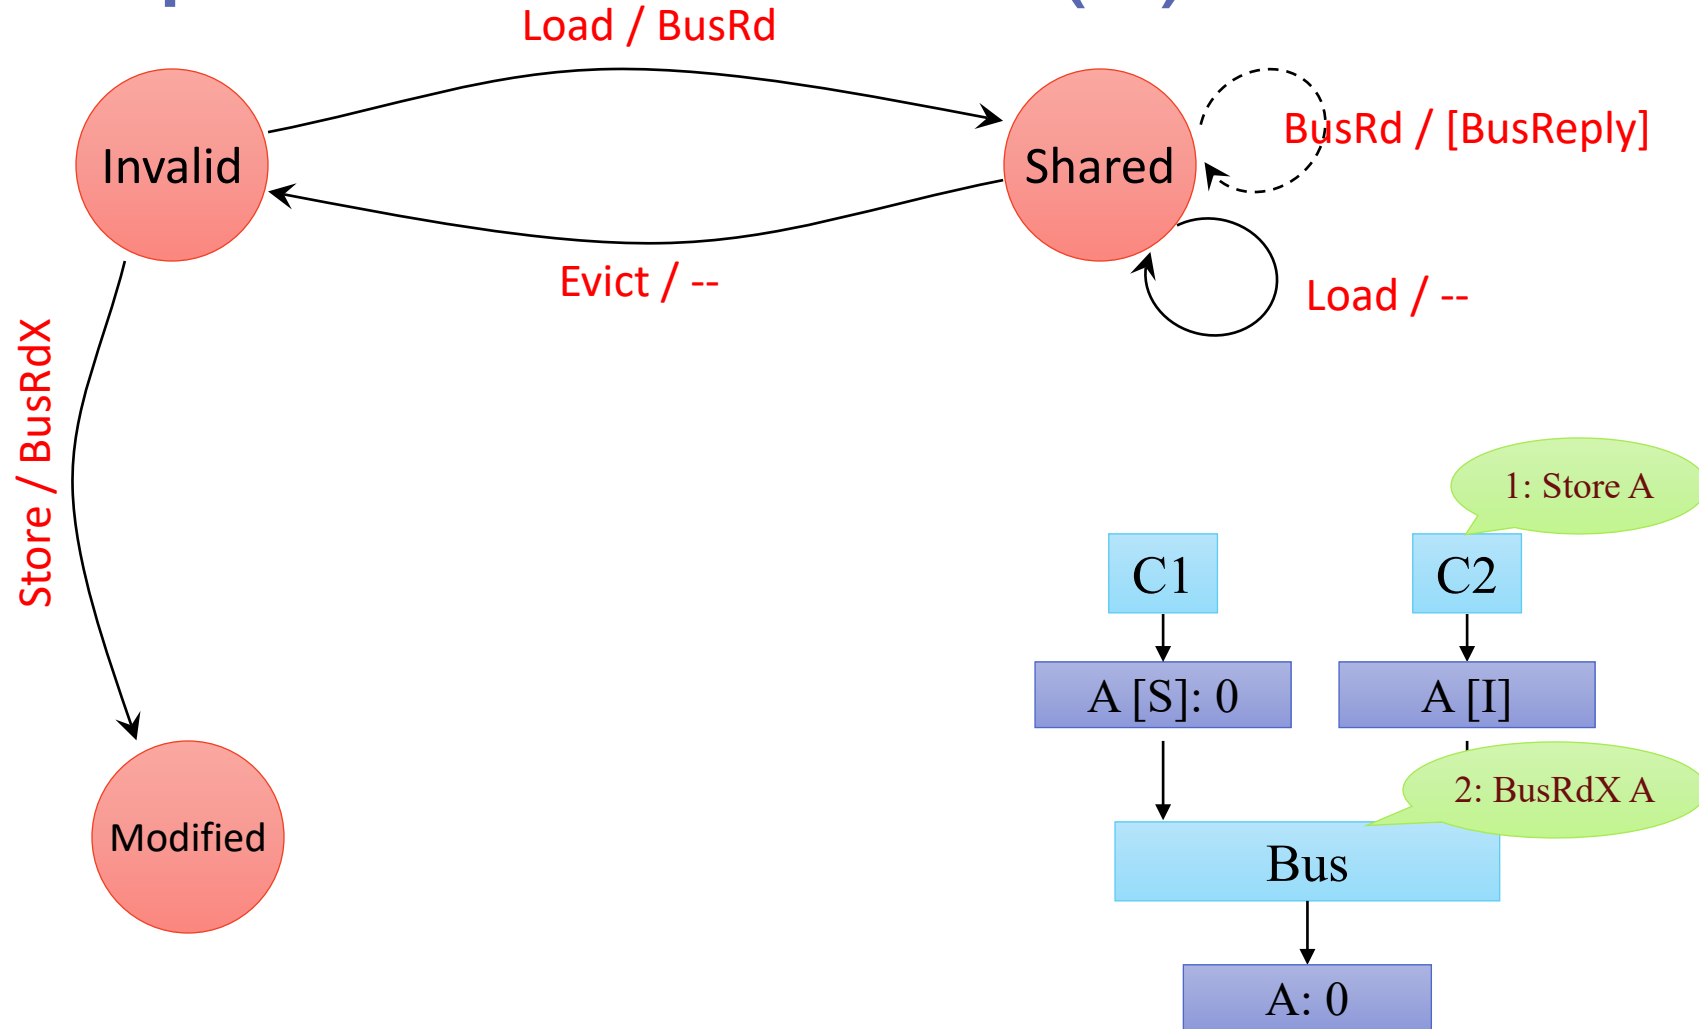 Load / BusRd
Invalid
Shared
BusRd / [BusReply]
Evict / --
Load / --
Store / BusRdX
Modified
1: Store A
C1
C2
A [S]: 0
A [I]
2: BusRdX A
Bus
A: 0